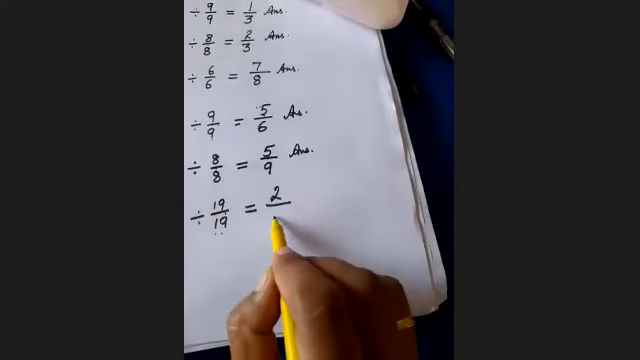 ÷ 9/9 = 1/3 Ans.
÷ 8/8 = 2/3 Ans.
÷ 6/6 = 7/8 Ans.
÷ 9/9 = 5/6 Ans.
÷ 8/8 = 5/9 Ans.
÷ 19/19 = 2/